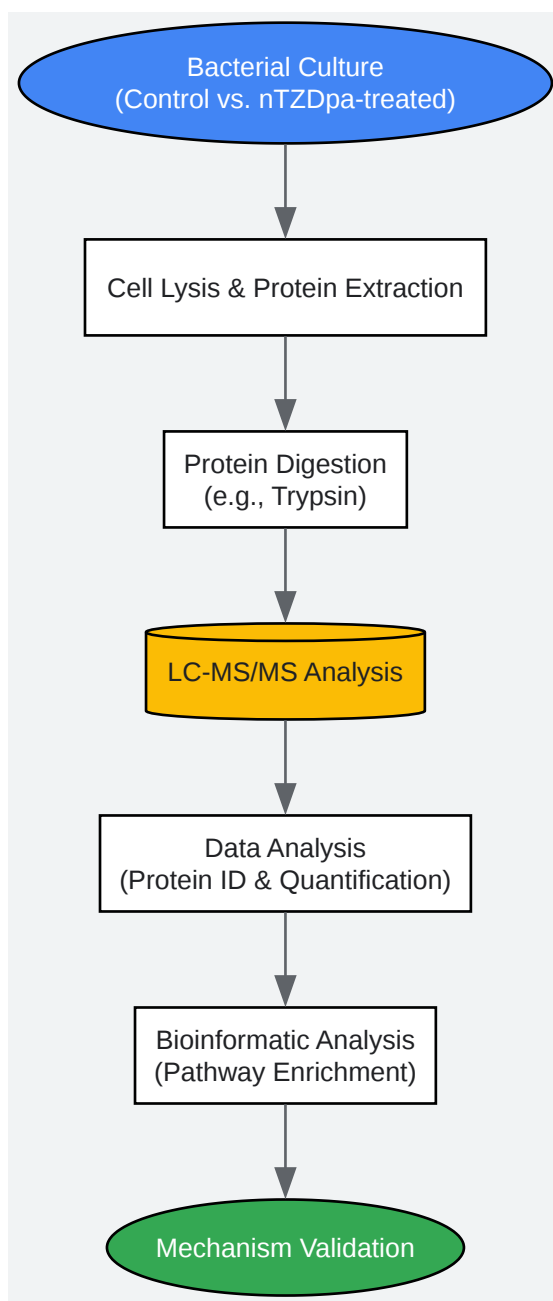 Bacterial Culture
(Control vs. nTZDpa-treated)
Cell Lysis & Protein Extraction
Protein Digestion
(e.g., Trypsin)
LC-MS/MS Analysis
Data Analysis
(Protein ID & Quantification)
Bioinformatic Analysis
(Pathway Enrichment)
Mechanism Validation